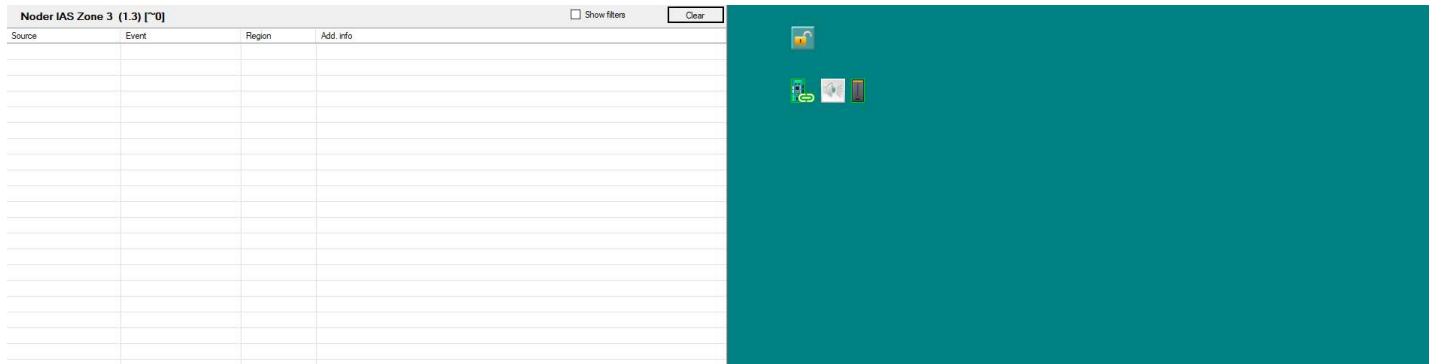 Noder IAS Zone 3 (1.3) [~0] Show filters Clear
Source Event Region Add. info